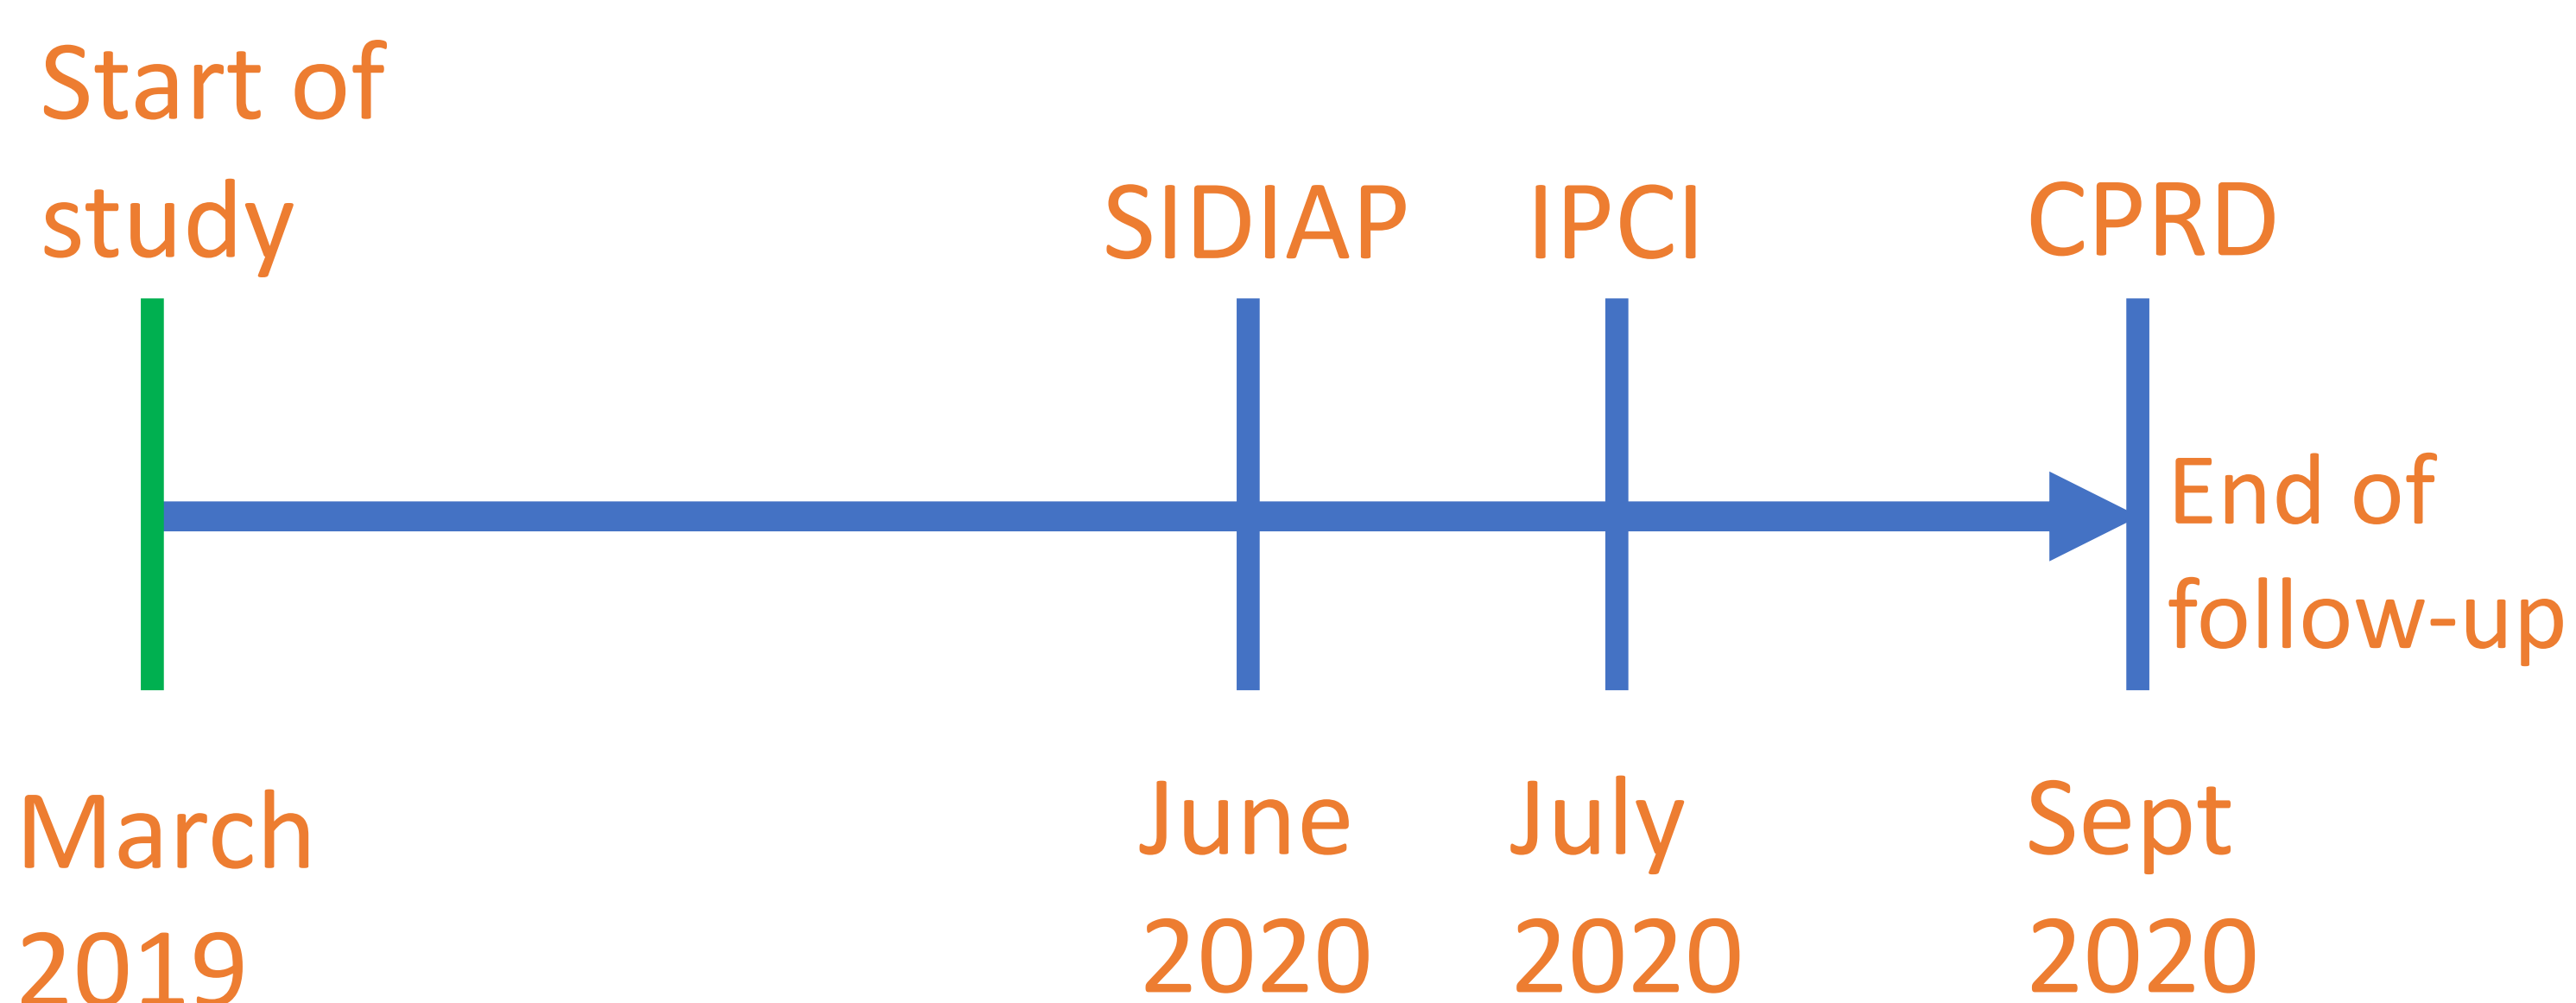 Start of
study
SIDIAP
IPCI
CPRD
End of
follow-up
March
2019
June
2020
July
2020
Sept
2020